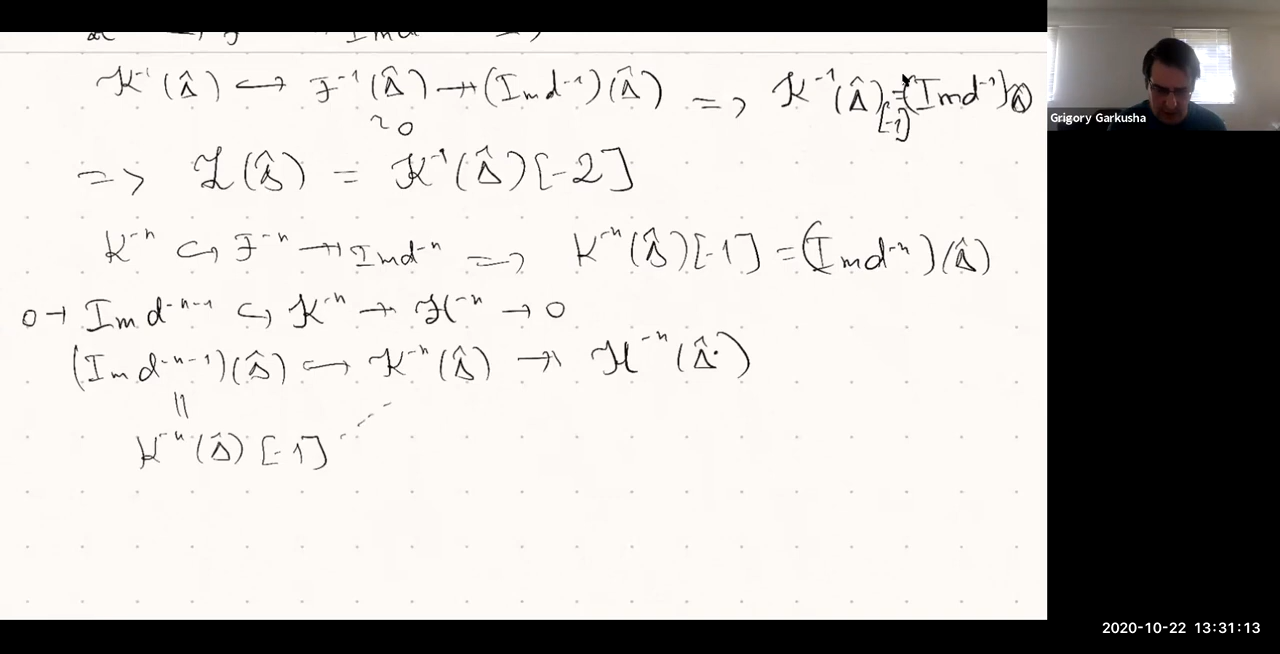 𝒦⁻¹(Δ̂) ↪ ℱ⁻¹(Δ̂) ↠ (Im d⁻¹)(Δ̂) => 𝒦⁻¹(Δ̂)[-1] = (Im d⁻¹)(Δ̂)
~ 0
=> ℒ(Δ̂) = 𝒦⁻¹(Δ̂)[-2]
K⁻ⁿ ↪ ℱ⁻ⁿ ↠ Im d⁻ⁿ => K⁻ⁿ(Δ̂)[-1] = (Im d⁻ⁿ)(Δ̂)
0 → Im d⁻ⁿ⁻¹ ↪ 𝒦⁻ⁿ → ℋ⁻ⁿ → 0
(Im d⁻ⁿ⁻¹)(Δ̂) ↪ 𝒦⁻ⁿ(Δ̂) ↠ ℋ⁻ⁿ(Δ̂)
||
K⁻ⁿ(Δ̂)[-1]
Grigory Garkusha
2020-10-22 13:31:13